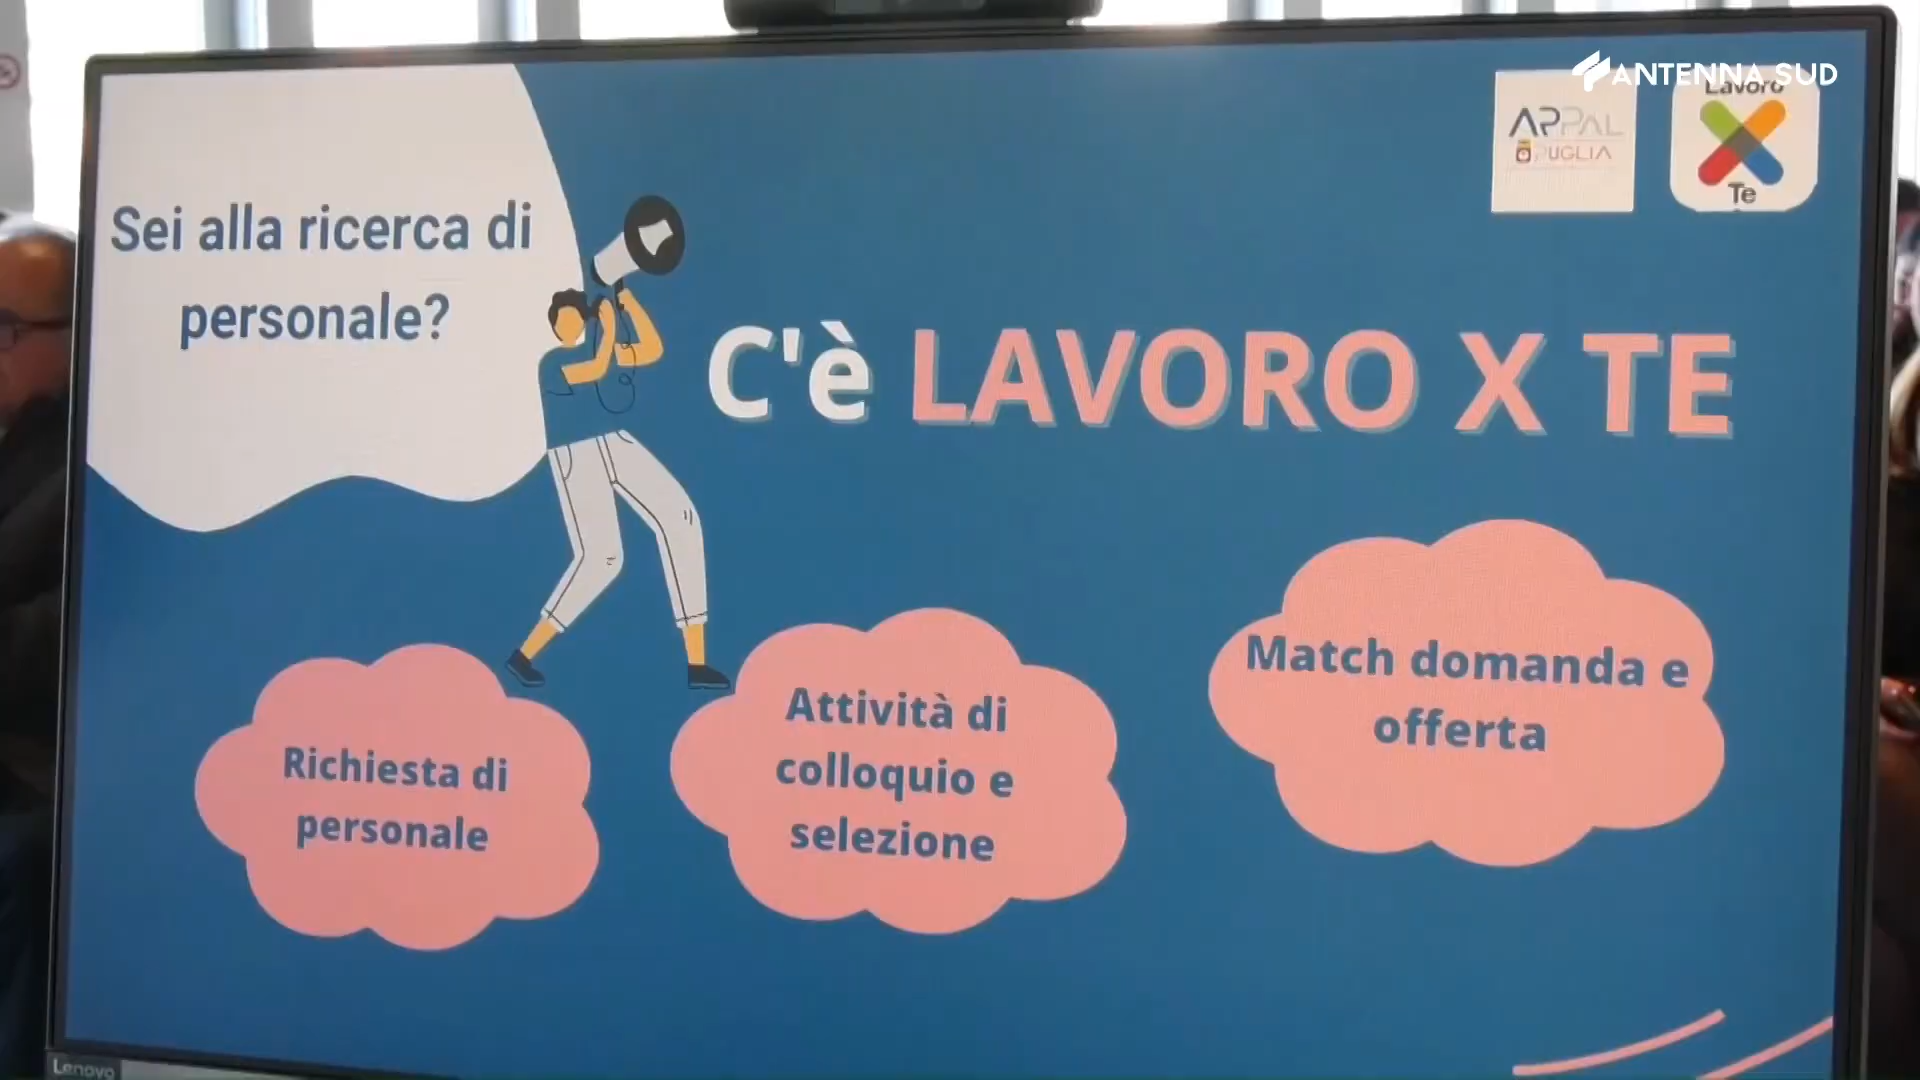 ANTENNA SUD
Lavoro
Te
ARPAL
PUGLIA
Sei alla ricerca di
personale?
C'è LAVORO X TE
Richiesta di
personale
Attività di
colloquio e
selezione
Match domanda e
offerta
Lenovo